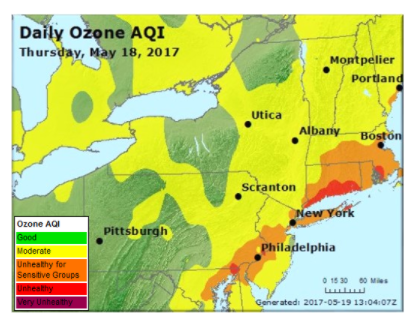 Daily Ozone AQI
Thursday, May 18, 2017
Montpelier
Portland
Utica
Albany
Boston
Scranton
New York
Pittsburgh
Philadelphia
Ozone AQI
Good
Moderate
Unheathy for
Sensitive Groups
Unhealthy
Very Unhealthy
0 15 30 60 Miles
Generated: 2017-05-19 13:04:07Z